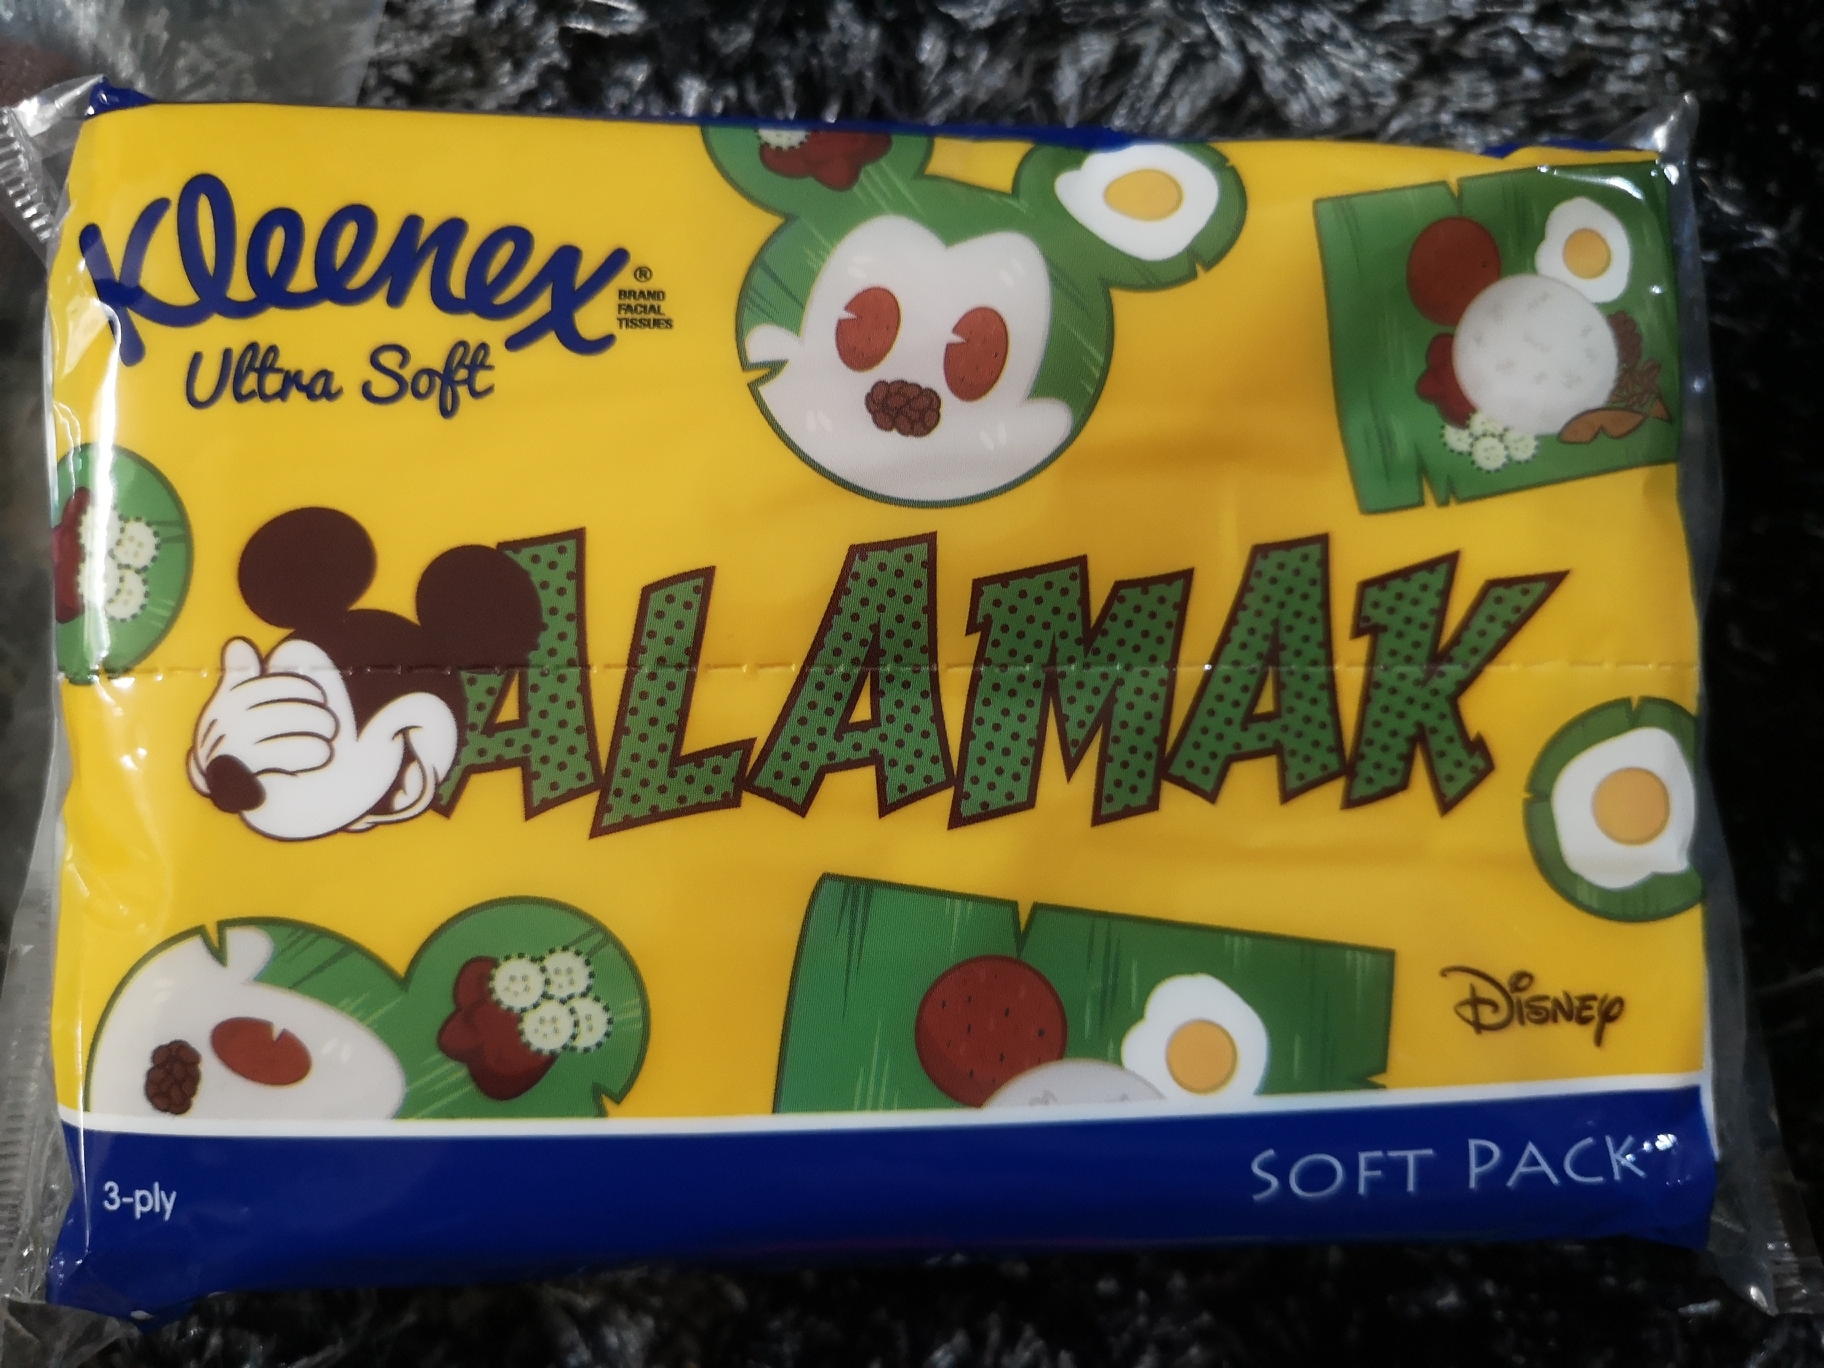 Kleenex®
BRAND
FACIAL
TISSUES
Ultra Soft
ALAMAK
Disney
3-ply
SOFT PACK